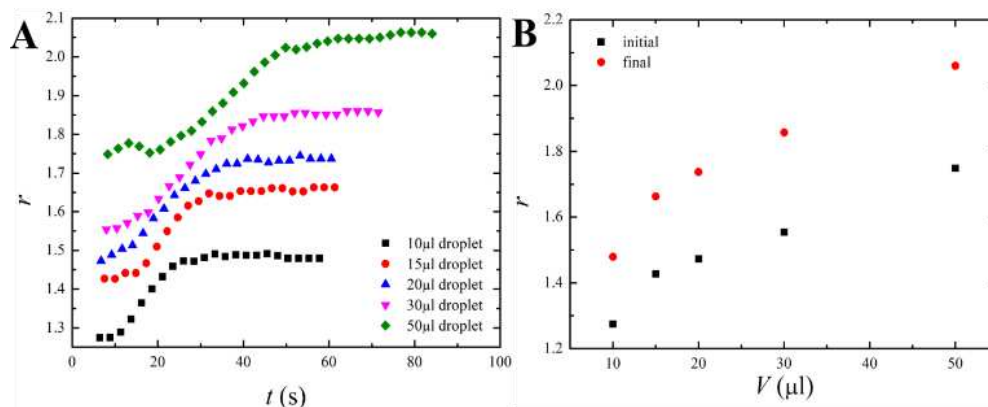 A
2.1
2.0
1.9
1.8
1.7
1.6
1.5
1.4
1.3
r
10µl droplet
15µl droplet
20µl droplet
30µl droplet
50µl droplet
0 20 40 60 80 100
t (s)
B
2.2
2.0
1.8
1.6
1.4
1.2
r
initial
final
10 20 30 40 50
V (µl)